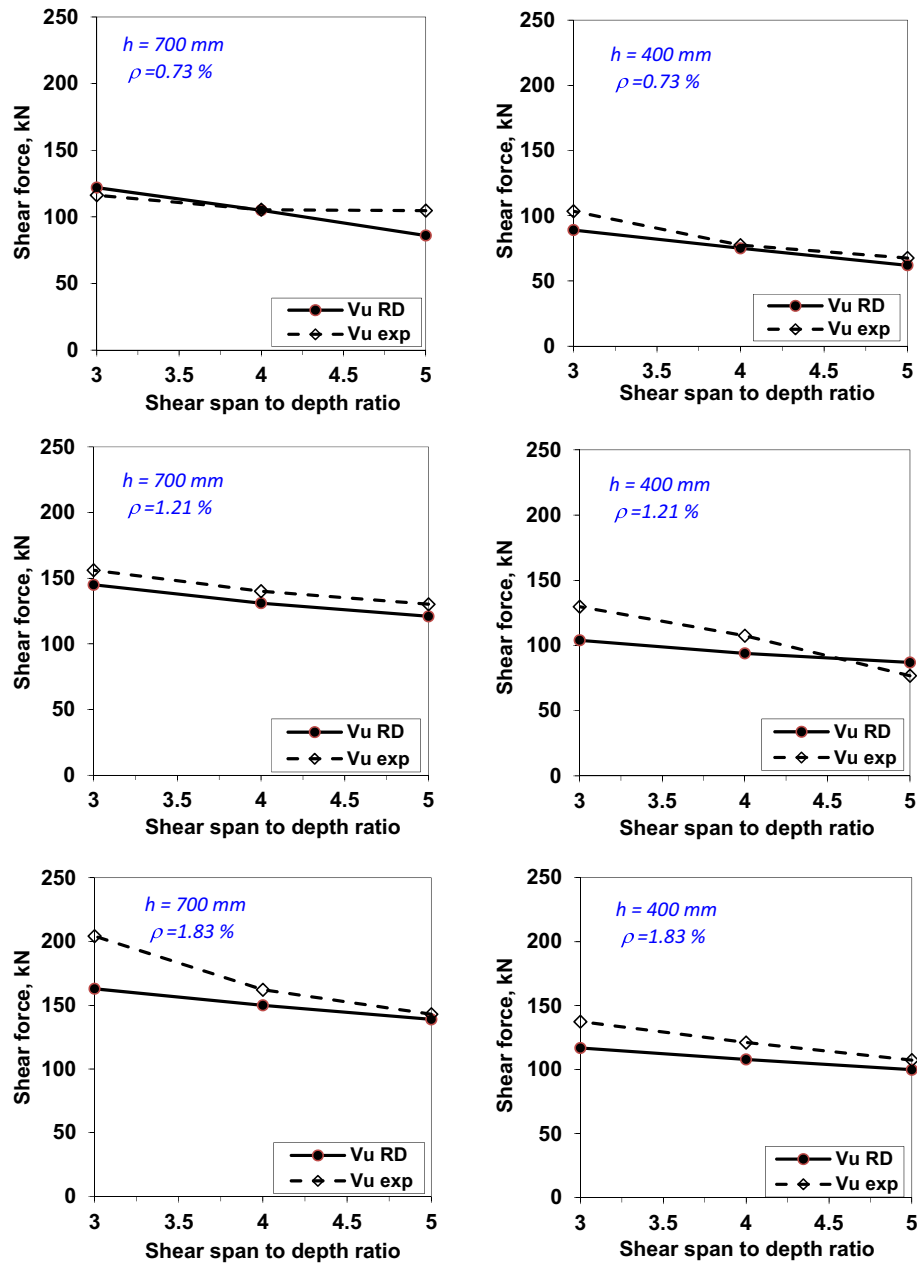 h = 700 mm
ρ =0.73 %
Shear force, kN
250
200
150
100
50
0
Vu RD
Vu exp
3 3.5 4 4.5 5
Shear span to depth ratio
h = 400 mm
ρ =0.73 %
Shear force, kN
250
200
150
100
50
0
Vu RD
Vu exp
3 3.5 4 4.5 5
Shear span to depth ratio
h = 700 mm
ρ =1.21 %
Shear force, kN
250
200
150
100
50
0
Vu RD
Vu exp
3 3.5 4 4.5 5
Shear span to depth ratio
h = 400 mm
ρ =1.21 %
Shear force, kN
250
200
150
100
50
0
Vu RD
Vu exp
3 3.5 4 4.5 5
Shear span to depth ratio
h = 700 mm
ρ =1.83 %
Shear force, kN
250
200
150
100
50
0
Vu RD
Vu exp
3 3.5 4 4.5 5
Shear span to depth ratio
h = 400 mm
ρ =1.83 %
Shear force, kN
250
200
150
100
50
0
Vu RD
Vu exp
3 3.5 4 4.5 5
Shear span to depth ratio